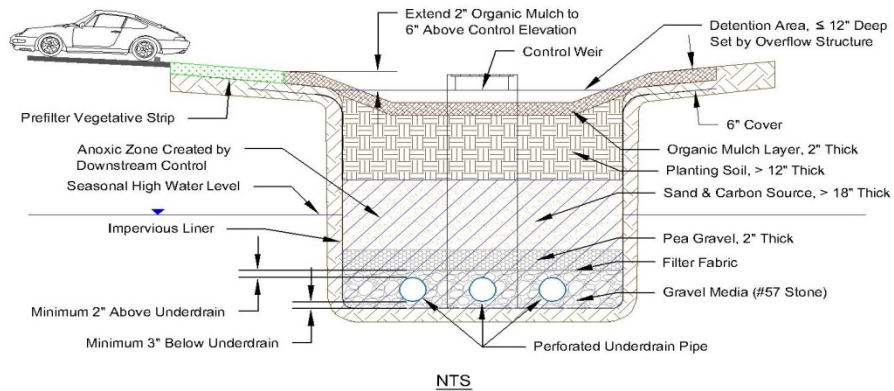 Extend 2" Organic Mulch to
6" Above Control Elevation
Control Weir
Detention Area, ≤ 12" Deep
Set by Overflow Structure
Prefilter Vegetative Strip
6" Cover
Anoxic Zone Created by
Downstream Control
Organic Mulch Layer, 2" Thick
Planting Soil, > 12" Thick
Seasonal High Water Level
Sand & Carbon Source, > 18" Thick
Impervious Liner
Pea Gravel, 2" Thick
Filter Fabric
Gravel Media (#57 Stone)
Minimum 2" Above Underdrain
Minimum 3" Below Underdrain
Perforated Underdrain Pipe
NTS